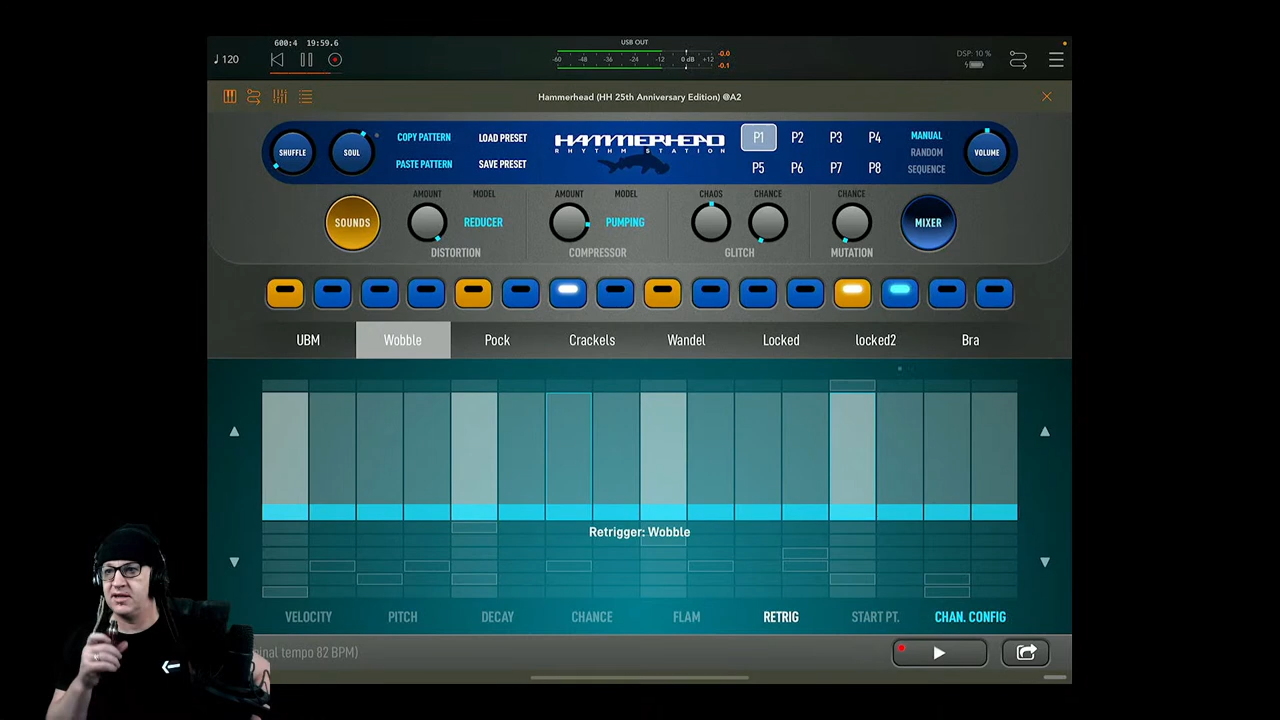 600:4 19:59.6
USB OUT
♩120
-60 -48 -36 -24 -12 0 dB +12
-0.0
-0.1
DSP: 10 %
Hammerhead (HH 25th Anniversary Edition) @A2
SHUFFLE
SOUL
COPY PATTERN
PASTE PATTERN
LOAD PRESET
SAVE PRESET
HAMMERHEAD
RHYTHM STATION
P1 P2 P3 P4
P5 P6 P7 P8
MANUAL
RANDOM
SEQUENCE
VOLUME
AMOUNT MODEL AMOUNT MODEL CHAOS CHANCE CHANCE
SOUNDS REDUCER PUMPING MIXER
DISTORTION COMPRESSOR GLITCH MUTATION
UBM Wobble Pock Crackels Wandel Locked locked2 Bra
Retrigger: Wobble
VELOCITY PITCH DECAY CHANCE FLAM RETRIG START PT. CHAN. CONFIG
inal tempo 82 BPM)